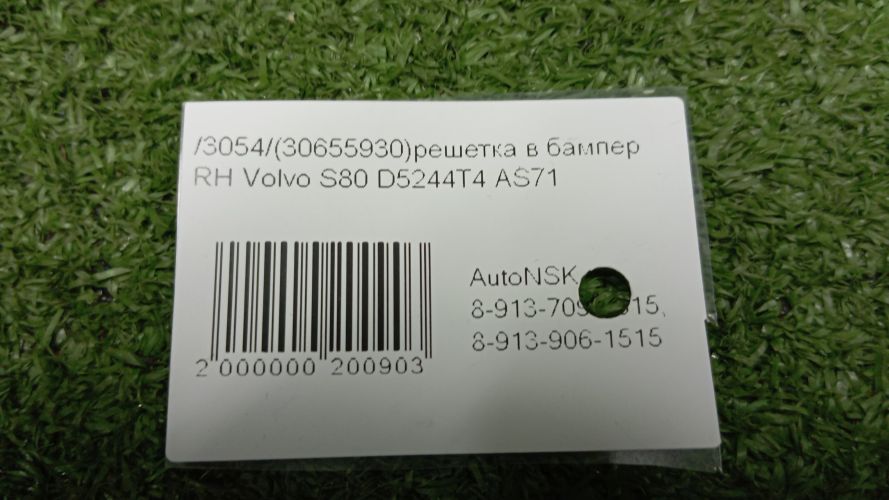 /3054/(30655930)решетка в бампер
RH Volvo S80 D5244T4 AS71
AutoNSK
8-913-906-1515
2 000000 200903